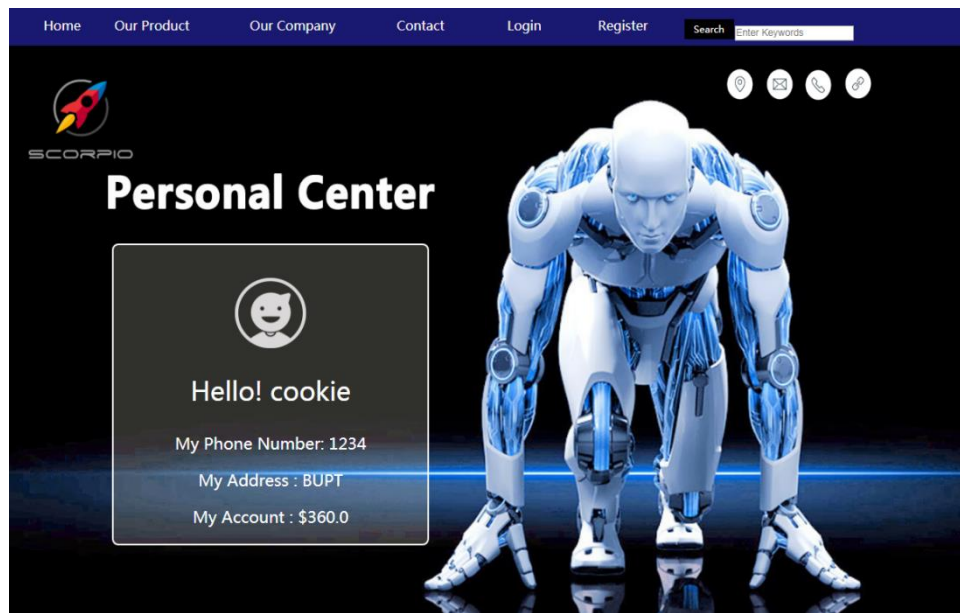 Home Our Product Our Company Contact Login Register Search Enter Keywords
SCORPIO
Personal Center
Hello! cookie
My Phone Number: 1234
My Address : BUPT
My Account : $360.0